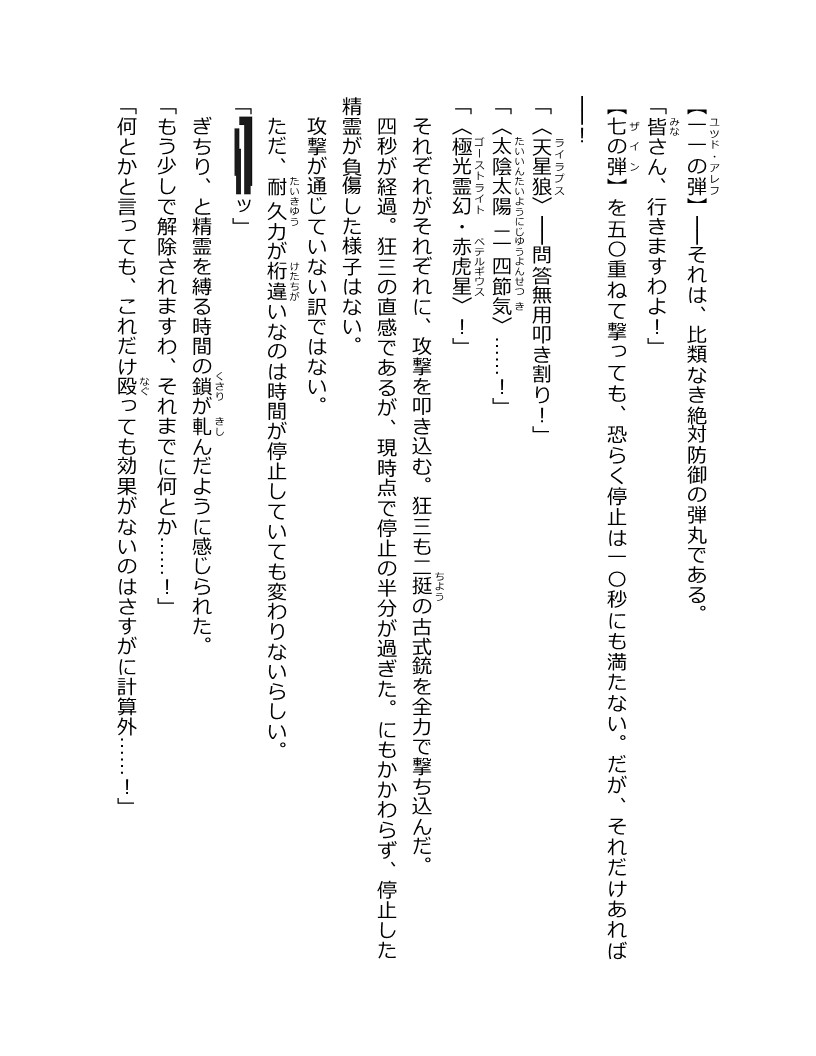 【一一の弾】――それは、比類なき絶対防御の弾丸である。
「皆さん、行きますわよ！」
【七の弾】を五〇重ねて撃っても、恐らく停止は一〇秒にも満たない。だが、それだけあれば
――！
「〈天星狼〉――問答無用叩き割り！」
「〈太陰太陽　二四節気〉……！」
「〈極光霊幻・赤虎星〉！」
それぞれがそれぞれに、攻撃を叩き込む。狂三も二挺の古式銃を全力で撃ち込んだ。
四秒が経過。狂三の直感であるが、現時点で停止の半分が過ぎた。にもかかわらず、停止した
精霊が負傷した様子はない。
攻撃が通じていない訳ではない。
ただ、耐久力が桁違いなのは時間が停止していても変わりないらしい。
「ッ」
ぎちり、と精霊を縛る時間の鎖が軋んだように感じられた。
「もう少しで解除されますわ、それまでに何とか……！」
「何とかと言っても、これだけ殴っても効果がないのはさすがに計算外……！」